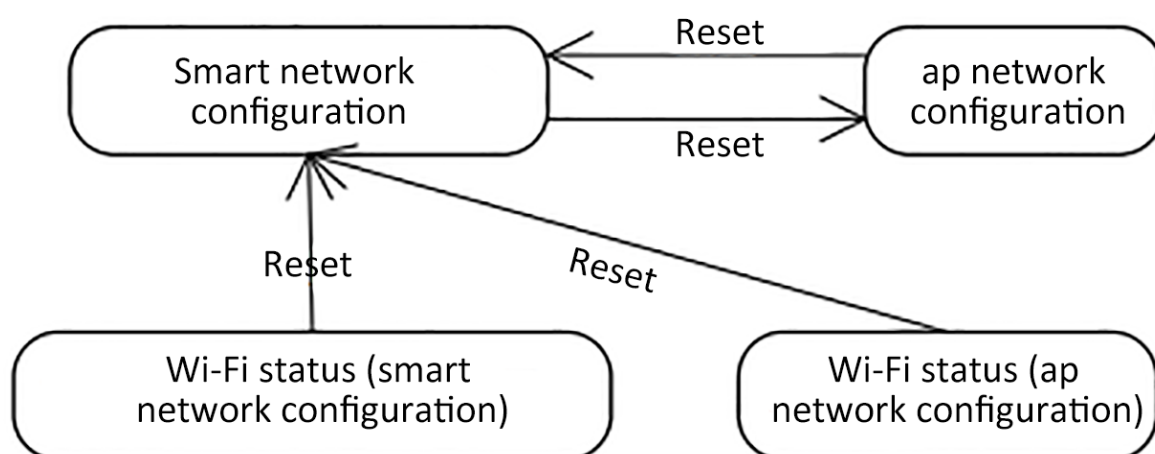 Reset
Smart network
configuration
ap network
configuration
Reset
Reset
Reset
Wi-Fi status (smart
network configuration)
Wi-Fi status (ap
network configuration)